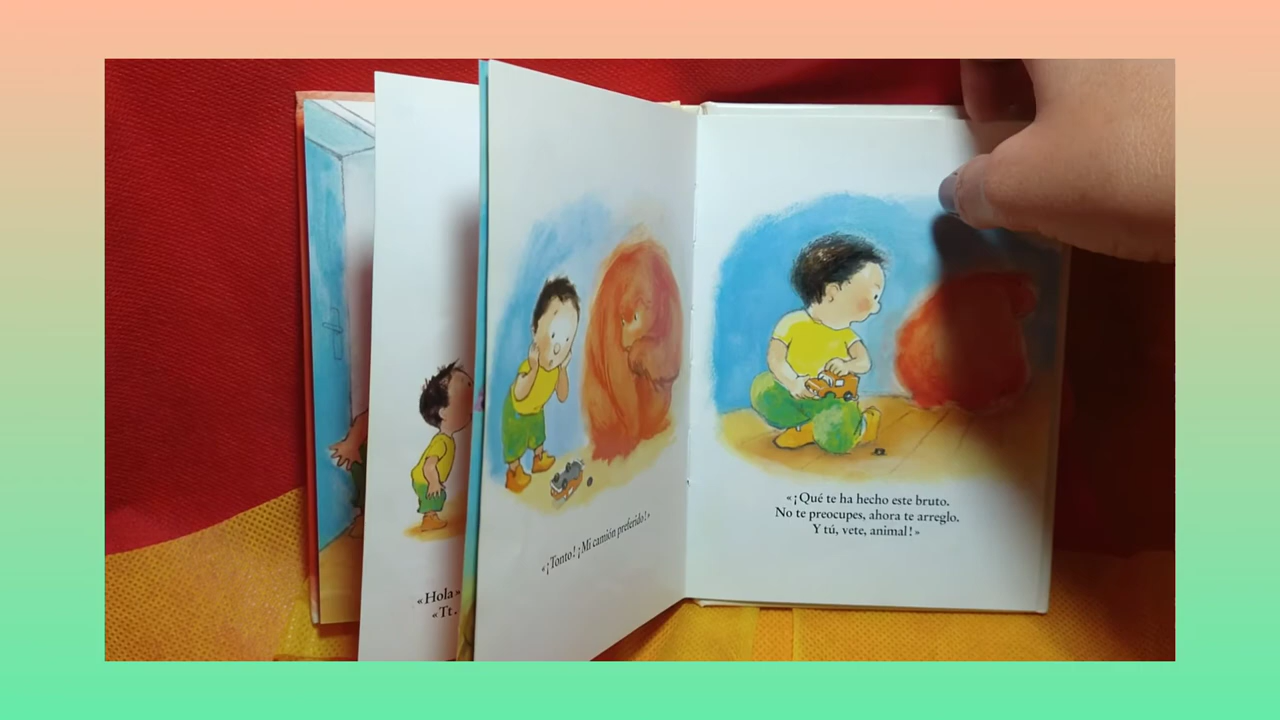 «Hola»
«Tt.
«¡Tonto! ¡Mi camión preferido!»
«¡Qué te ha hecho este bruto.
No te preocupes, ahora te arreglo.
Y tú, vete, animal!»